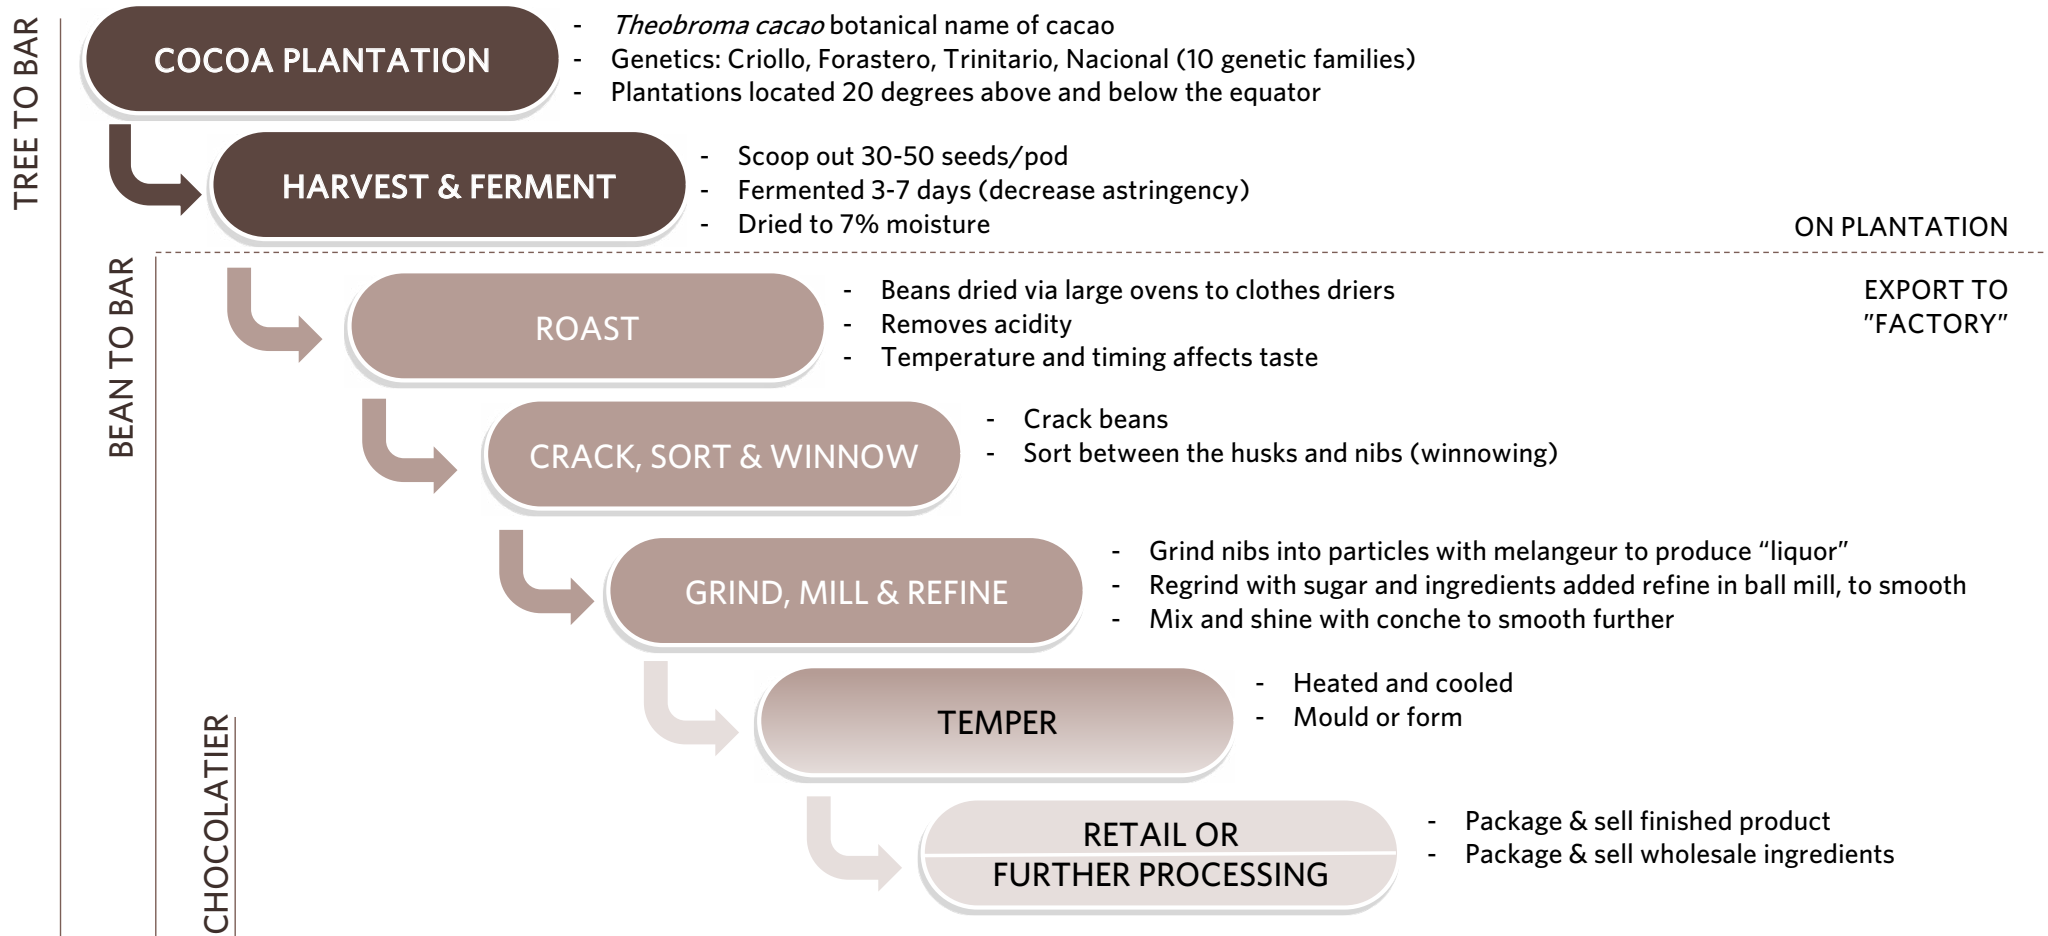 TREE TO BAR
COCOA PLANTATION
- Theobroma cacao botanical name of cacao
- Genetics: Criollo, Forastero, Trinitario, Nacional (10 genetic families)
- Plantations located 20 degrees above and below the equator
HARVEST & FERMENT
- Scoop out 30-50 seeds/pod
- Fermented 3-7 days (decrease astringency)
- Dried to 7% moisture
ON PLANTATION
BEAN TO BAR
EXPORT TO
”FACTORY”
ROAST
- Beans dried via large ovens to clothes driers
- Removes acidity
- Temperature and timing affects taste
CRACK, SORT & WINNOW
- Crack beans
- Sort between the husks and nibs (winnowing)
GRIND, MILL & REFINE
- Grind nibs into particles with melangeur to produce “liquor”
- Regrind with sugar and ingredients added refine in ball mill, to smooth
- Mix and shine with conche to smooth further
CHOCOLATIER
TEMPER
- Heated and cooled
- Mould or form
RETAIL OR
FURTHER PROCESSING
- Package & sell finished product
- Package & sell wholesale ingredients